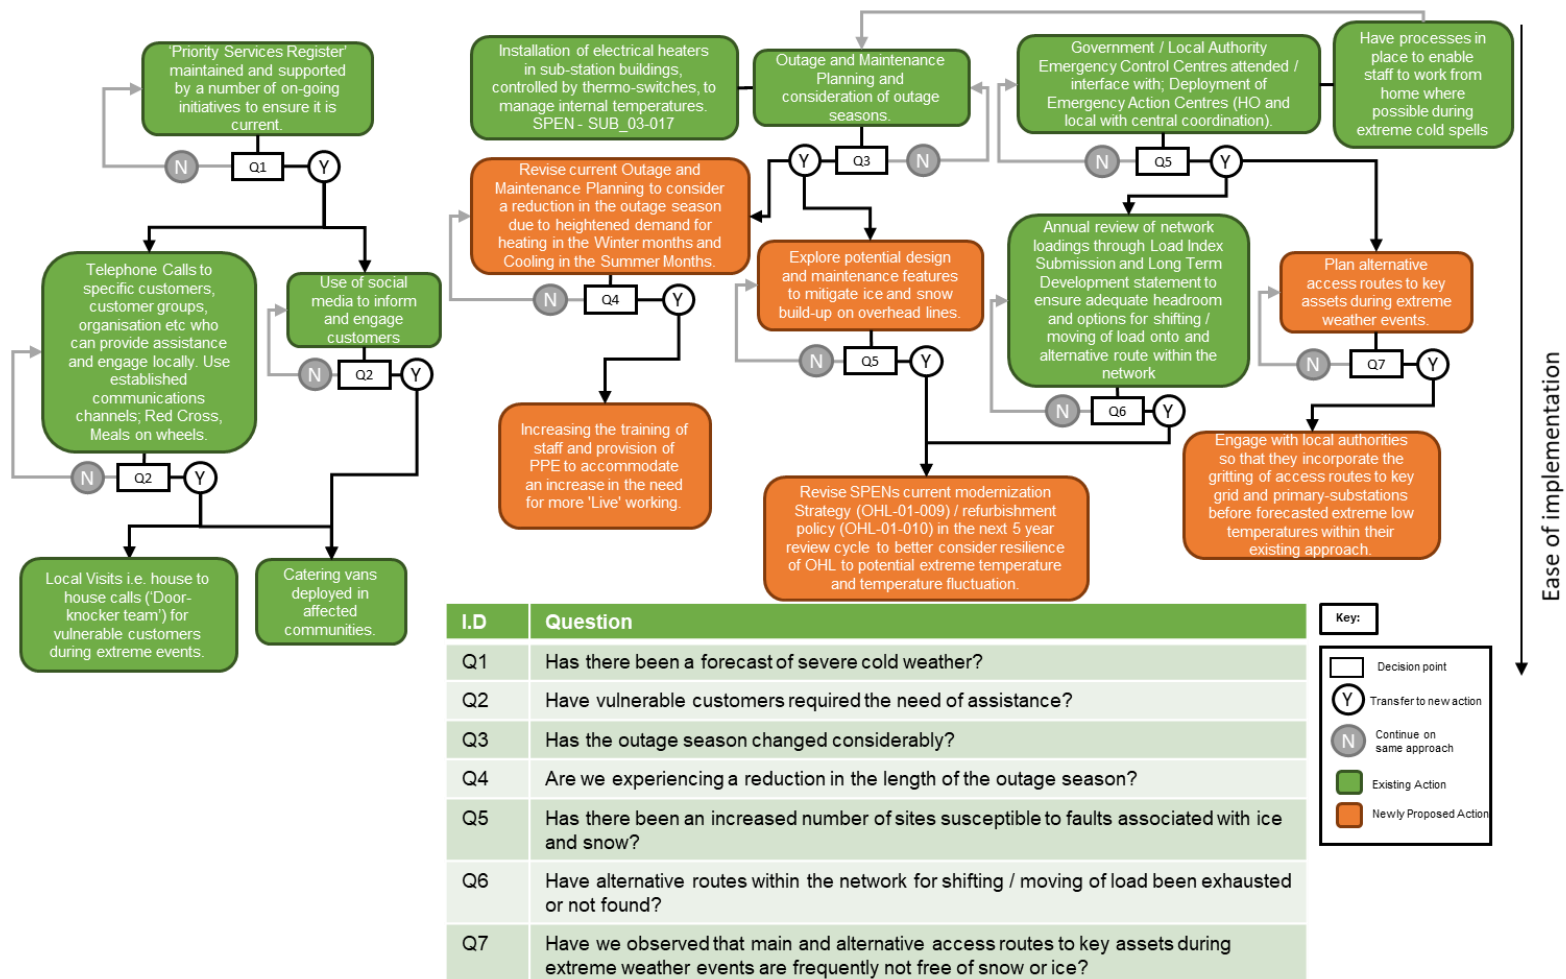 'Priority Services Register'
maintained and supported
by a number of on-going
initiatives to ensure it is
current.
N
Q1
Y
Telephone Calls to
specific customers,
customer groups,
organisation etc who
can provide assistance
and engage locally. Use
established
communications
channels; Red Cross,
Meals on wheels.
N
Q2
Y
Use of social
media to inform
and engage
customers
N
Q2
Y
Local Visits i.e. house to
house calls ('Door-
knocker team') for
vulnerable customers
during extreme events.
Catering vans
deployed in
affected
communities.
Installation of electrical heaters
in sub-station buildings,
controlled by thermo-switches, to
manage internal temperatures.
SPEN - SUB_03-017
Outage and Maintenance
Planning and
consideration of outage
seasons.
Y
Q3
N
Revise current Outage and
Maintenance Planning to consider
a reduction in the outage season
due to heightened demand for
heating in the Winter months and
Cooling in the Summer Months.
N
Q4
Y
Increasing the training of
staff and provision of
PPE to accommodate
an increase in the need
for more 'Live' working.
Explore potential design
and maintenance features
to mitigate ice and snow
build-up on overhead lines.
N
Q5
Y
Revise SPENs current modernization
Strategy (OHL-01-009) / refurbishment
policy (OHL-01-010) in the next 5 year
review cycle to better consider resilience
of OHL to potential extreme temperature
and temperature fluctuation.
Government / Local Authority
Emergency Control Centres attended /
interface with; Deployment of
Emergency Action Centres (HO and
local with central coordination).
N
Q5
Y
Have processes in
place to enable
staff to work from
home where
possible during
extreme cold spells
Annual review of network
loadings through Load Index
Submission and Long Term
Development statement to
ensure adequate headroom
and options for shifting /
moving of load onto and
alternative route within the
network
N
Q6
Y
Plan alternative
access routes to key
assets during extreme
weather events.
N
Q7
Y
Engage with local authorities
so that they incorporate the
gritting of access routes to key
grid and primary-substations
before forecasted extreme low
temperatures within their
existing approach.
Ease of implementation
I.D Question
Q1 Has there been a forecast of severe cold weather?
Q2 Have vulnerable customers required the need of assistance?
Q3 Has the outage season changed considerably?
Q4 Are we experiencing a reduction in the length of the outage season?
Q5 Has there been an increased number of sites susceptible to faults associated with ice
and snow?
Q6 Have alternative routes within the network for shifting / moving of load been exhausted
or not found?
Q7 Have we observed that main and alternative access routes to key assets during
extreme weather events are frequently not free of snow or ice?
Key:
Decision point
Y Transfer to new action
N Continue on
same approach
Existing Action
Newly Proposed Action